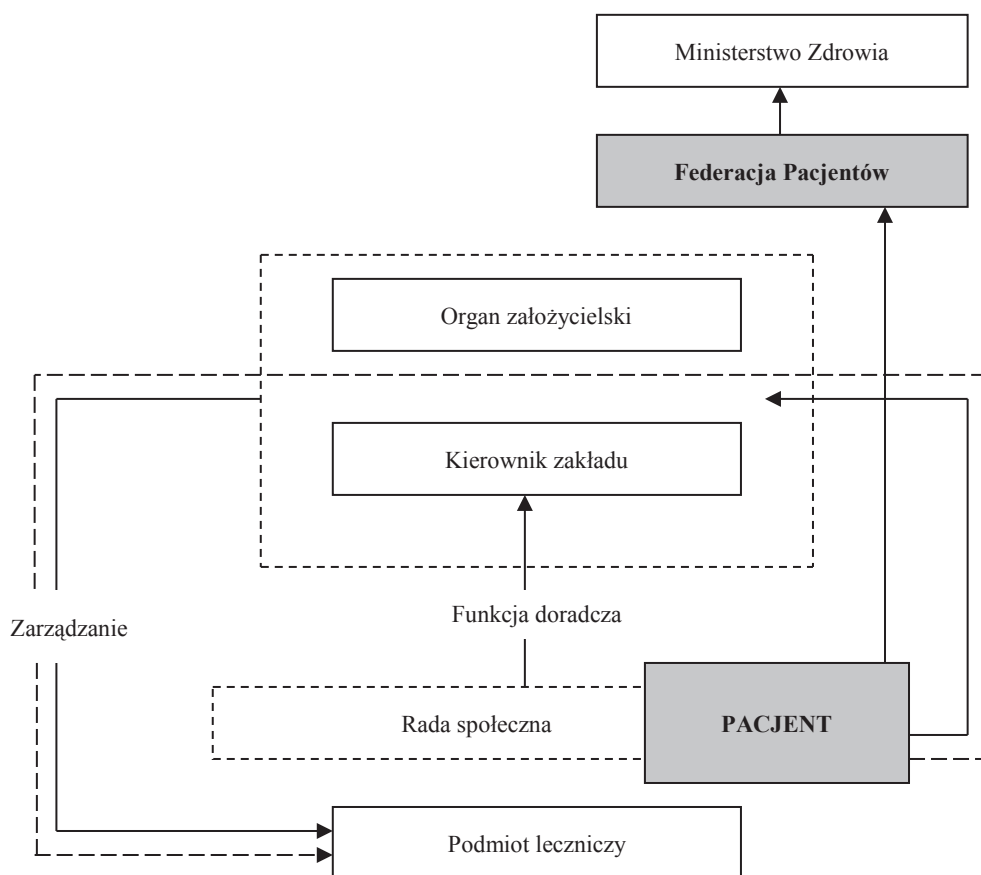 Ministerstwo Zdrowia
Federacja Pacjentów
Organ założycielski
Kierownik zakładu
Funkcja doradcza
Zarządzanie
Rada społeczna
PACJENT
Podmiot leczniczy